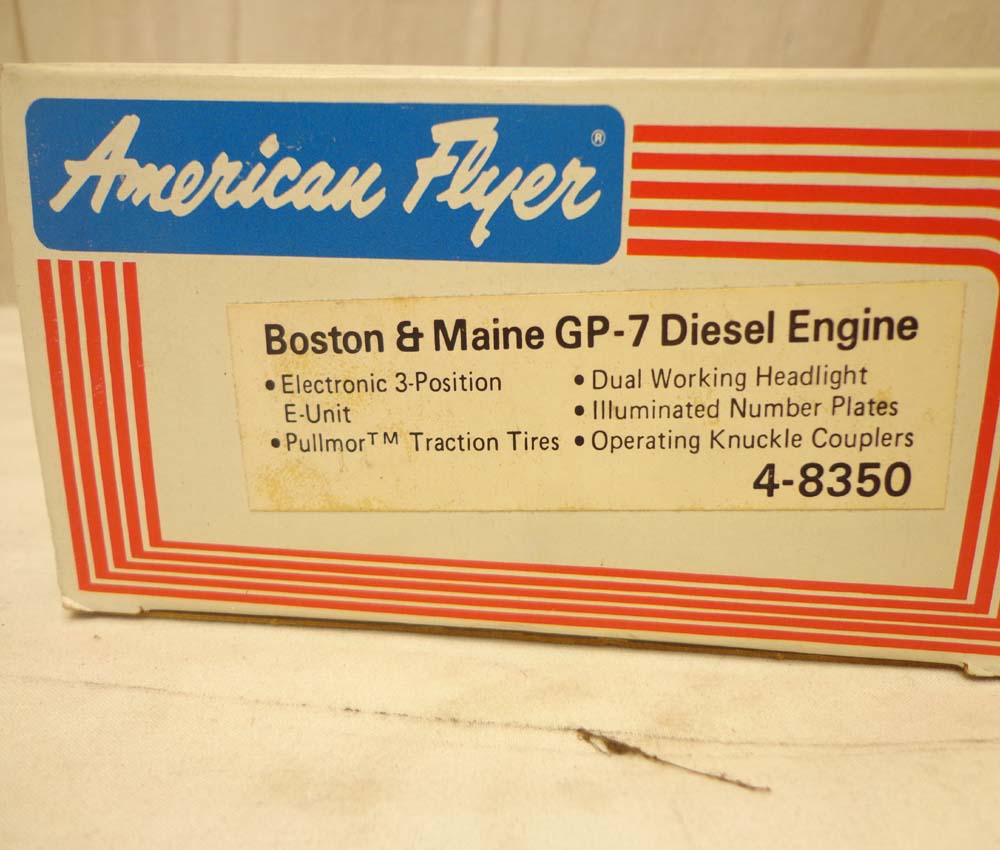 American Flyer ®
Boston & Maine GP-7 Diesel Engine
• Electronic 3-Position
E-Unit
• Pullmor™ Traction Tires
• Dual Working Headlight
• Illuminated Number Plates
• Operating Knuckle Couplers
4-8350